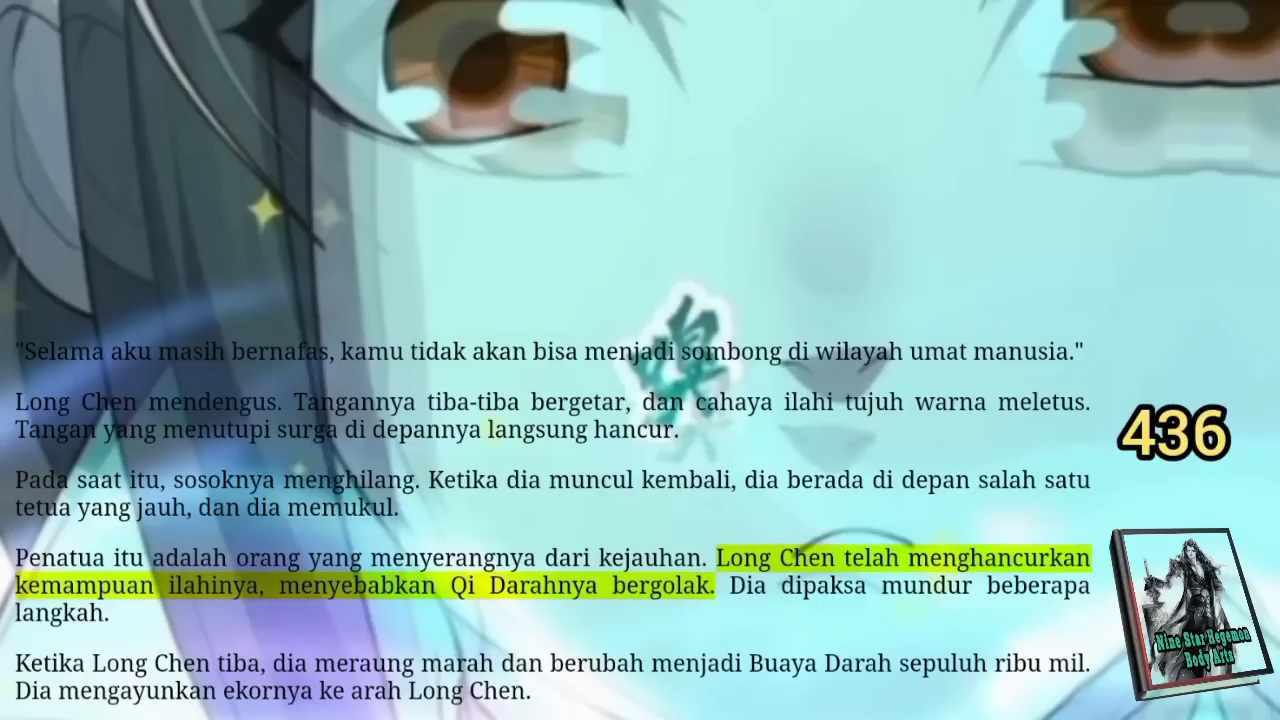 "Selama aku masih bernafas, kamu tidak akan bisa menjadi sombong di wilayah umat manusia."
Long Chen mendengus. Tangannya tiba-tiba bergetar, dan cahaya ilahi tujuh warna meletus.
Tangan yang menutupi surga di depannya langsung hancur.
Pada saat itu, sosoknya menghilang. Ketika dia muncul kembali, dia berada di depan salah satu
tetua yang jauh, dan dia memukul.
Penatua itu adalah orang yang menyerangnya dari kejauhan. Long Chen telah menghancurkan
kemampuan ilahinya, menyebabkan Qi Darahnya bergolak. Dia dipaksa mundur beberapa
langkah.
Ketika Long Chen tiba, dia meraung marah dan berubah menjadi Buaya Darah sepuluh ribu mil.
Dia mengayunkan ekornya ke arah Long Chen.
436
Nine Star Hegemon
Body Arts